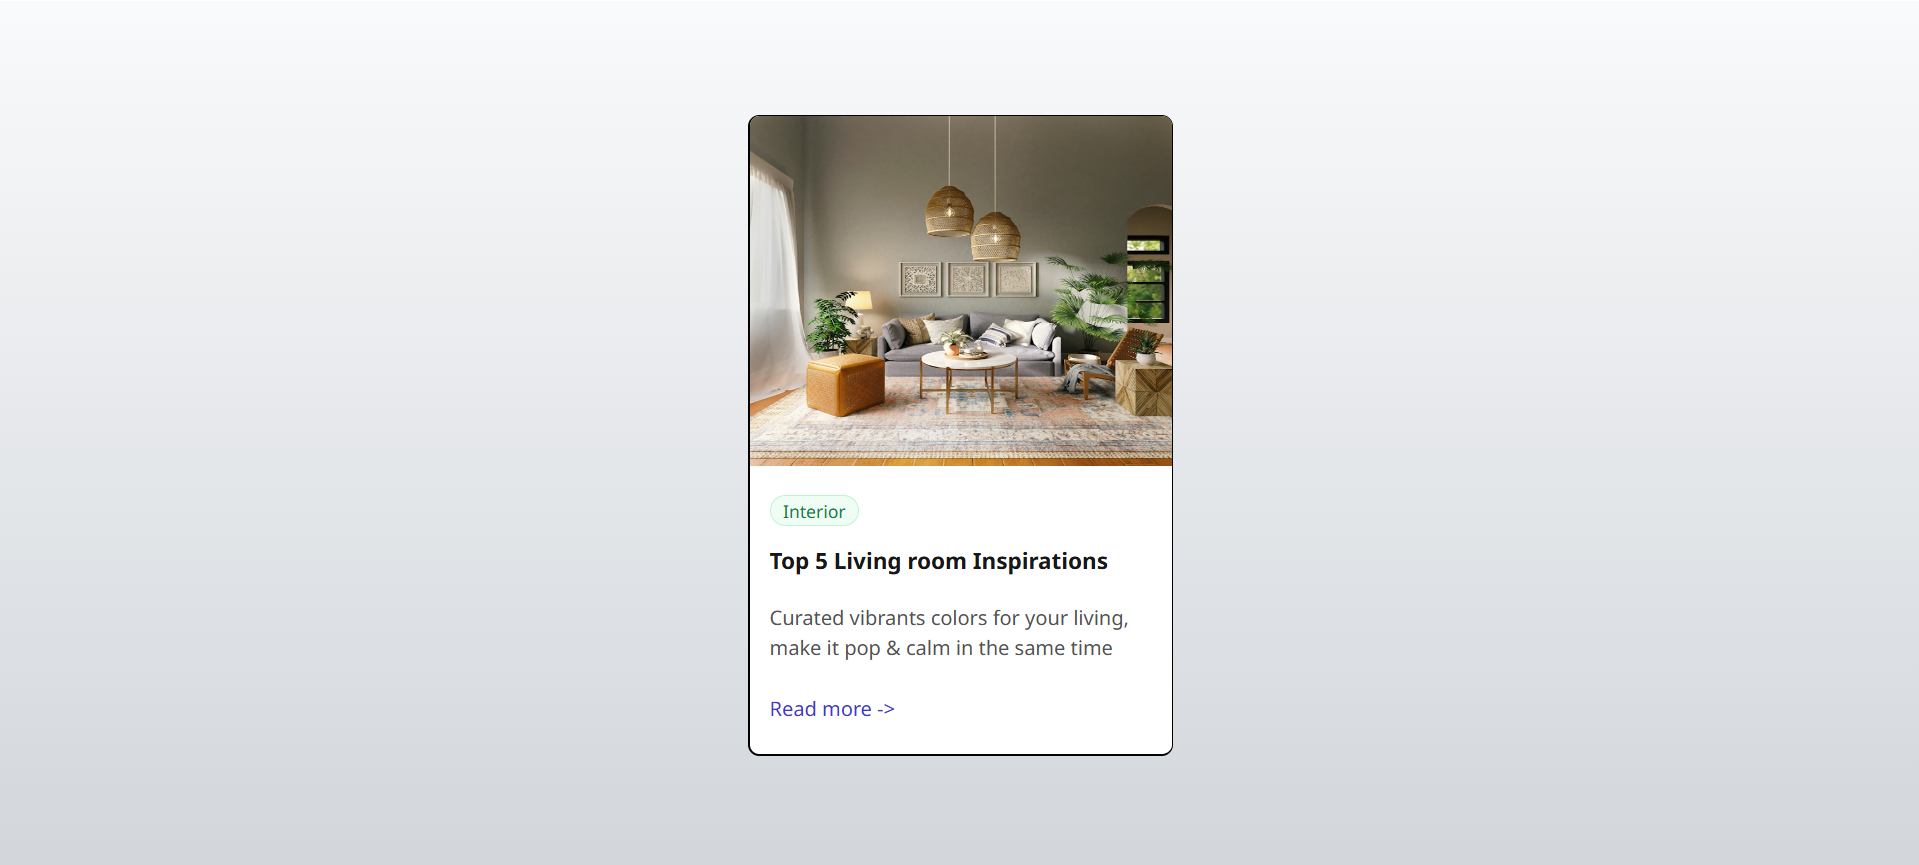 Interior
Top 5 Living room Inspirations
Curated vibrants colors for your living,
make it pop & calm in the same time
Read more ->